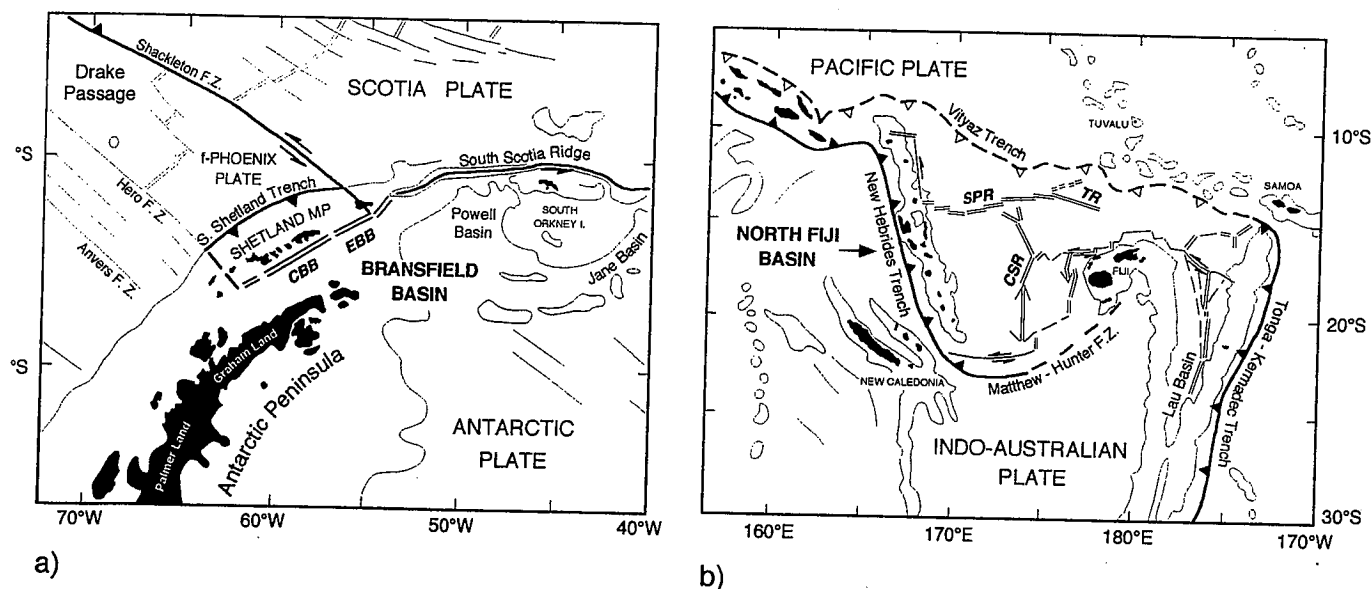 Shackleton F.Z.
Drake
Passage
SCOTIA PLATE
°S
f-PHOENIX
PLATE
South Scotia Ridge
Hero F.Z.
S. Shetland Trench
SHETLAND MP
Powell
Basin
SOUTH
ORKNEY I.
Anvers F.Z.
CBB
EBB
BRANSFIELD
BASIN
Jane Basin
°S
Graham Land
Palmer Land
Antarctic Peninsula
ANTARCTIC
PLATE
70°W
60°W
50°W
40°W
a)
PACIFIC PLATE
Vityaz Trench
TUVALU
10°S
SPR
TR
SAMOA
New Hebrides Trench
NORTH FIJI
BASIN
CSR
FIJI
20°S
Matthew - Hunter F.Z.
NEW CALEDONIA
Lau Basin
Tonga - Kermadec Trench
INDO-AUSTRALIAN
PLATE
30°S
160°E
170°E
180°E
170°W
b)